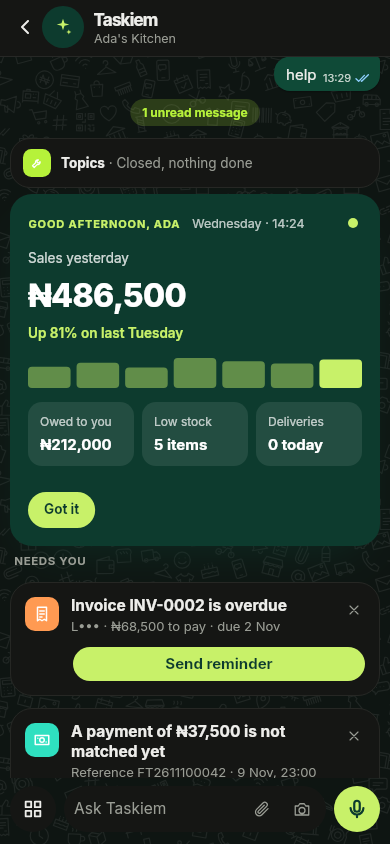 Taskiem
Ada's Kitchen
help 13:29
1 unread message
Topics · Closed, nothing done
GOOD AFTERNOON, ADA Wednesday · 14:24
Sales yesterday
₦486,500
Up 81% on last Tuesday
Owed to you Low stock Deliveries
₦212,000 5 items 0 today
Got it
NEEDS YOU
Invoice INV-0002 is overdue
L••• · ₦68,500 to pay · due 2 Nov
Send reminder
A payment of ₦37,500 is not
matched yet
Reference FT2611100042 · 9 Nov, 23:00
Ask Taskiem